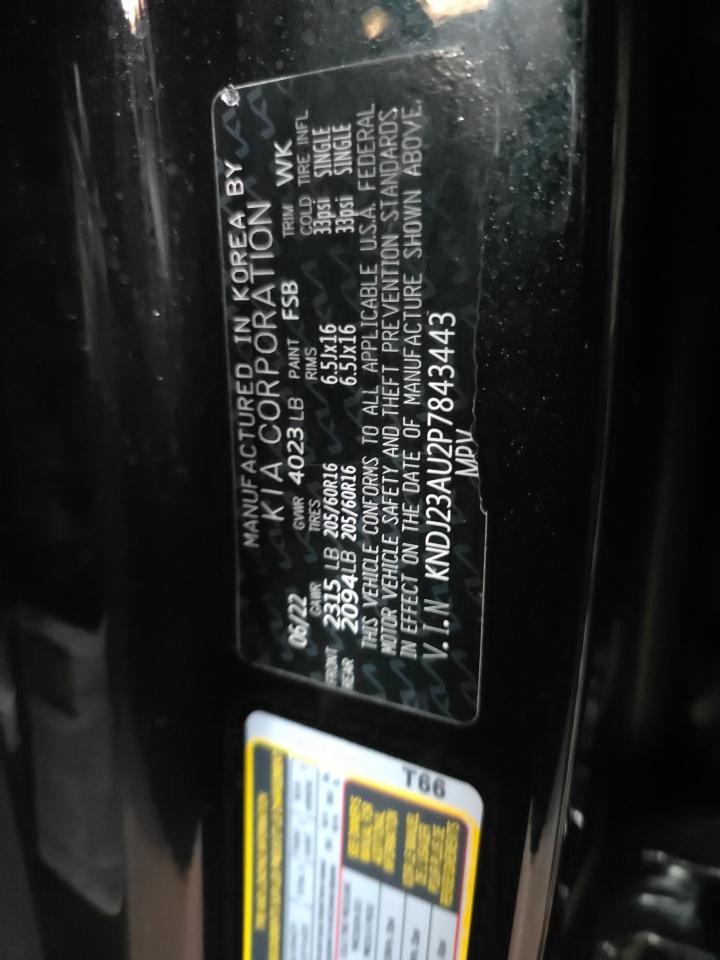 MANUFACTURED IN KOREA BY
KIA CORPORATION
06/22 GVWR 4023 LB PAINT FSB TRIM WK
GAWR TIRES RIMS COLD TIRE INFL
FRONT 2315 LB 205/60R16 6.5Jx16 33psi SINGLE
REAR 2094 LB 205/60R16 6.5Jx16 33psi SINGLE
THIS VEHICLE CONFORMS TO ALL APPLICABLE U.S.A. FEDERAL
MOTOR VEHICLE SAFETY AND THEFT PREVENTION STANDARDS
IN EFFECT ON THE DATE OF MANUFACTURE SHOWN ABOVE.
V.I.N KNDJ23AU2P7843443
MPV
T66